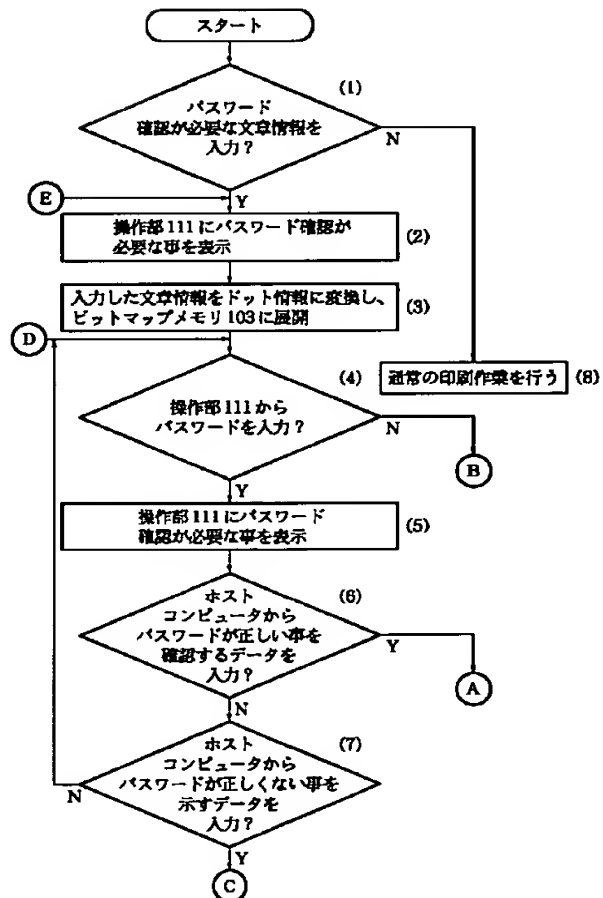 スタート
(1)
パスワード
確認が必要な文章情報を
入力？
N
E
Y
操作部111にパスワード確認が
必要な事を表示
(2)
入力した文章情報をドット情報に変換し、
ビットマップメモリ103に展開
(3)
D
(4)
通常の印刷作業を行う
(8)
操作部111から
パスワードを入力？
N
B
Y
操作部111にパスワード
確認が必要な事を表示
(5)
(6)
ホスト
コンピュータから
パスワードが正しい事を
確認するデータを
入力？
Y
A
N
(7)
ホスト
コンピュータから
パスワードが正しくない事を
示すデータを
入力？
N
Y
C